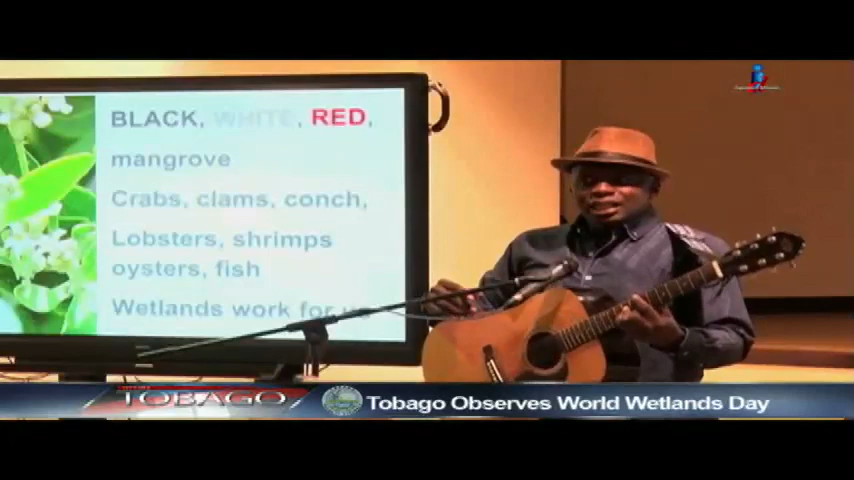 BLACK, WHITE, RED,
mangrove
Crabs, clams, conch,
Lobsters, shrimps
oysters, fish
Wetlands work for us
TOBAGO
Tobago Observes World Wetlands Day